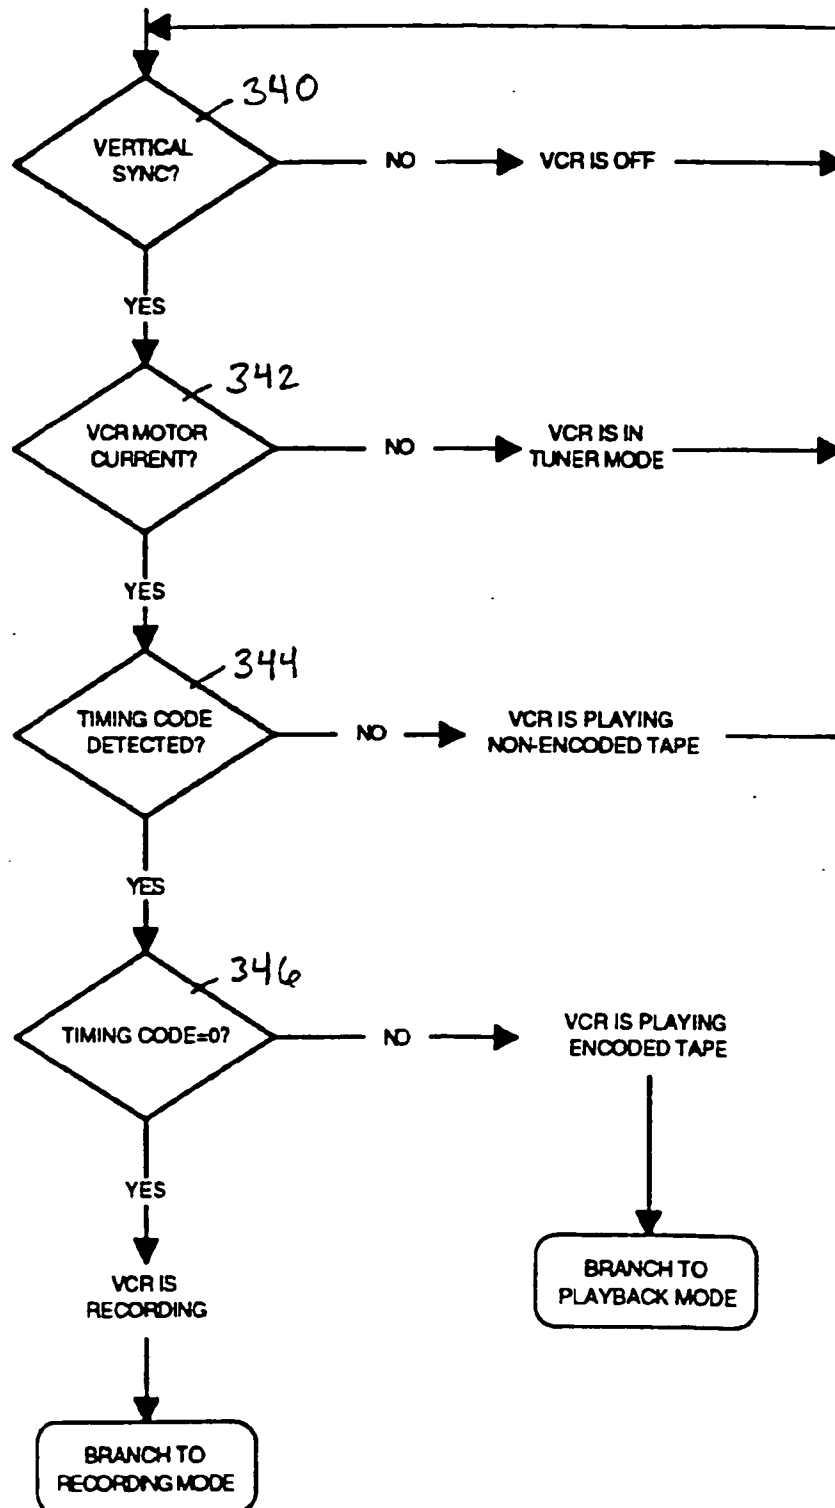 340
VERTICAL
SYNC?
NO
VCR IS OFF
YES
342
VCR MOTOR
CURRENT?
NO
VCR IS IN
TUNER MODE
YES
344
TIMING CODE
DETECTED?
NO
VCR IS PLAYING
NON-ENCODED TAPE
YES
346
TIMING CODE=0?
NO
VCR IS PLAYING
ENCODED TAPE
YES
VCR IS
RECORDING
BRANCH TO
PLAYBACK MODE
BRANCH TO
RECORDING MODE